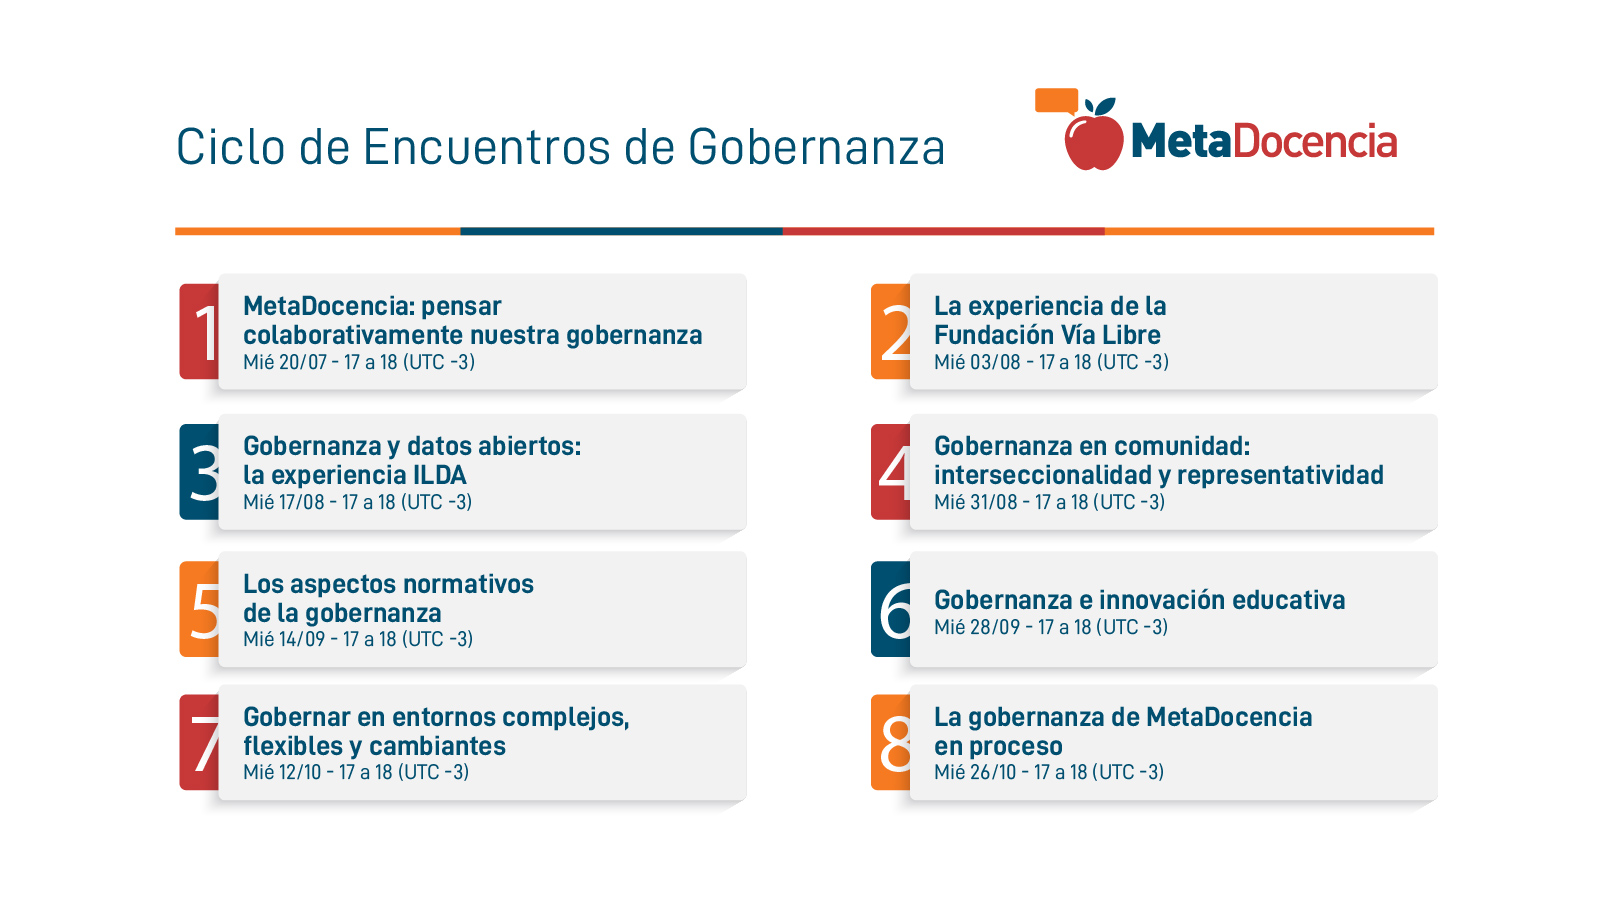 Ciclo de Encuentros de Gobernanza
MetaDocencia
1
MetaDocencia: pensar
colaborativamente nuestra gobernanza
Mié 20/07 - 17 a 18 (UTC -3)
2
La experiencia de la
Fundación Vía Libre
Mié 03/08 - 17 a 18 (UTC -3)
3
Gobernanza y datos abiertos:
la experiencia ILDA
Mié 17/08 - 17 a 18 (UTC -3)
4
Gobernanza en comunidad:
interseccionalidad y representatividad
Mié 31/08 - 17 a 18 (UTC -3)
5
Los aspectos normativos
de la gobernanza
Mié 14/09 - 17 a 18 (UTC -3)
6
Gobernanza e innovación educativa
Mié 28/09 - 17 a 18 (UTC -3)
7
Gobernar en entornos complejos,
flexibles y cambiantes
Mié 12/10 - 17 a 18 (UTC -3)
8
La gobernanza de MetaDocencia
en proceso
Mié 26/10 - 17 a 18 (UTC -3)